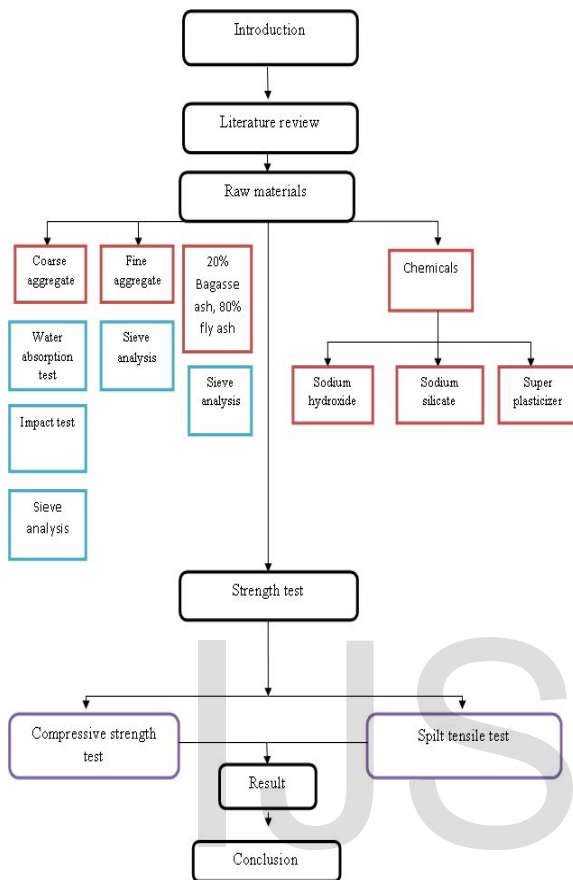 Introduction
Literature review
Raw materials
Coarse
aggregate
Fine
aggregate
20%
Bagasse
ash, 80%
fly ash
Chemicals
Water
absorption
test
Sieve
analysis
Sieve
analysis
Sodium
hydroxide
Sodium
silicate
Super
plasticizer
Impact test
Sieve
analysis
Strength test
Compressive strength
test
Spilt tensile test
Result
Conclusion
IJS